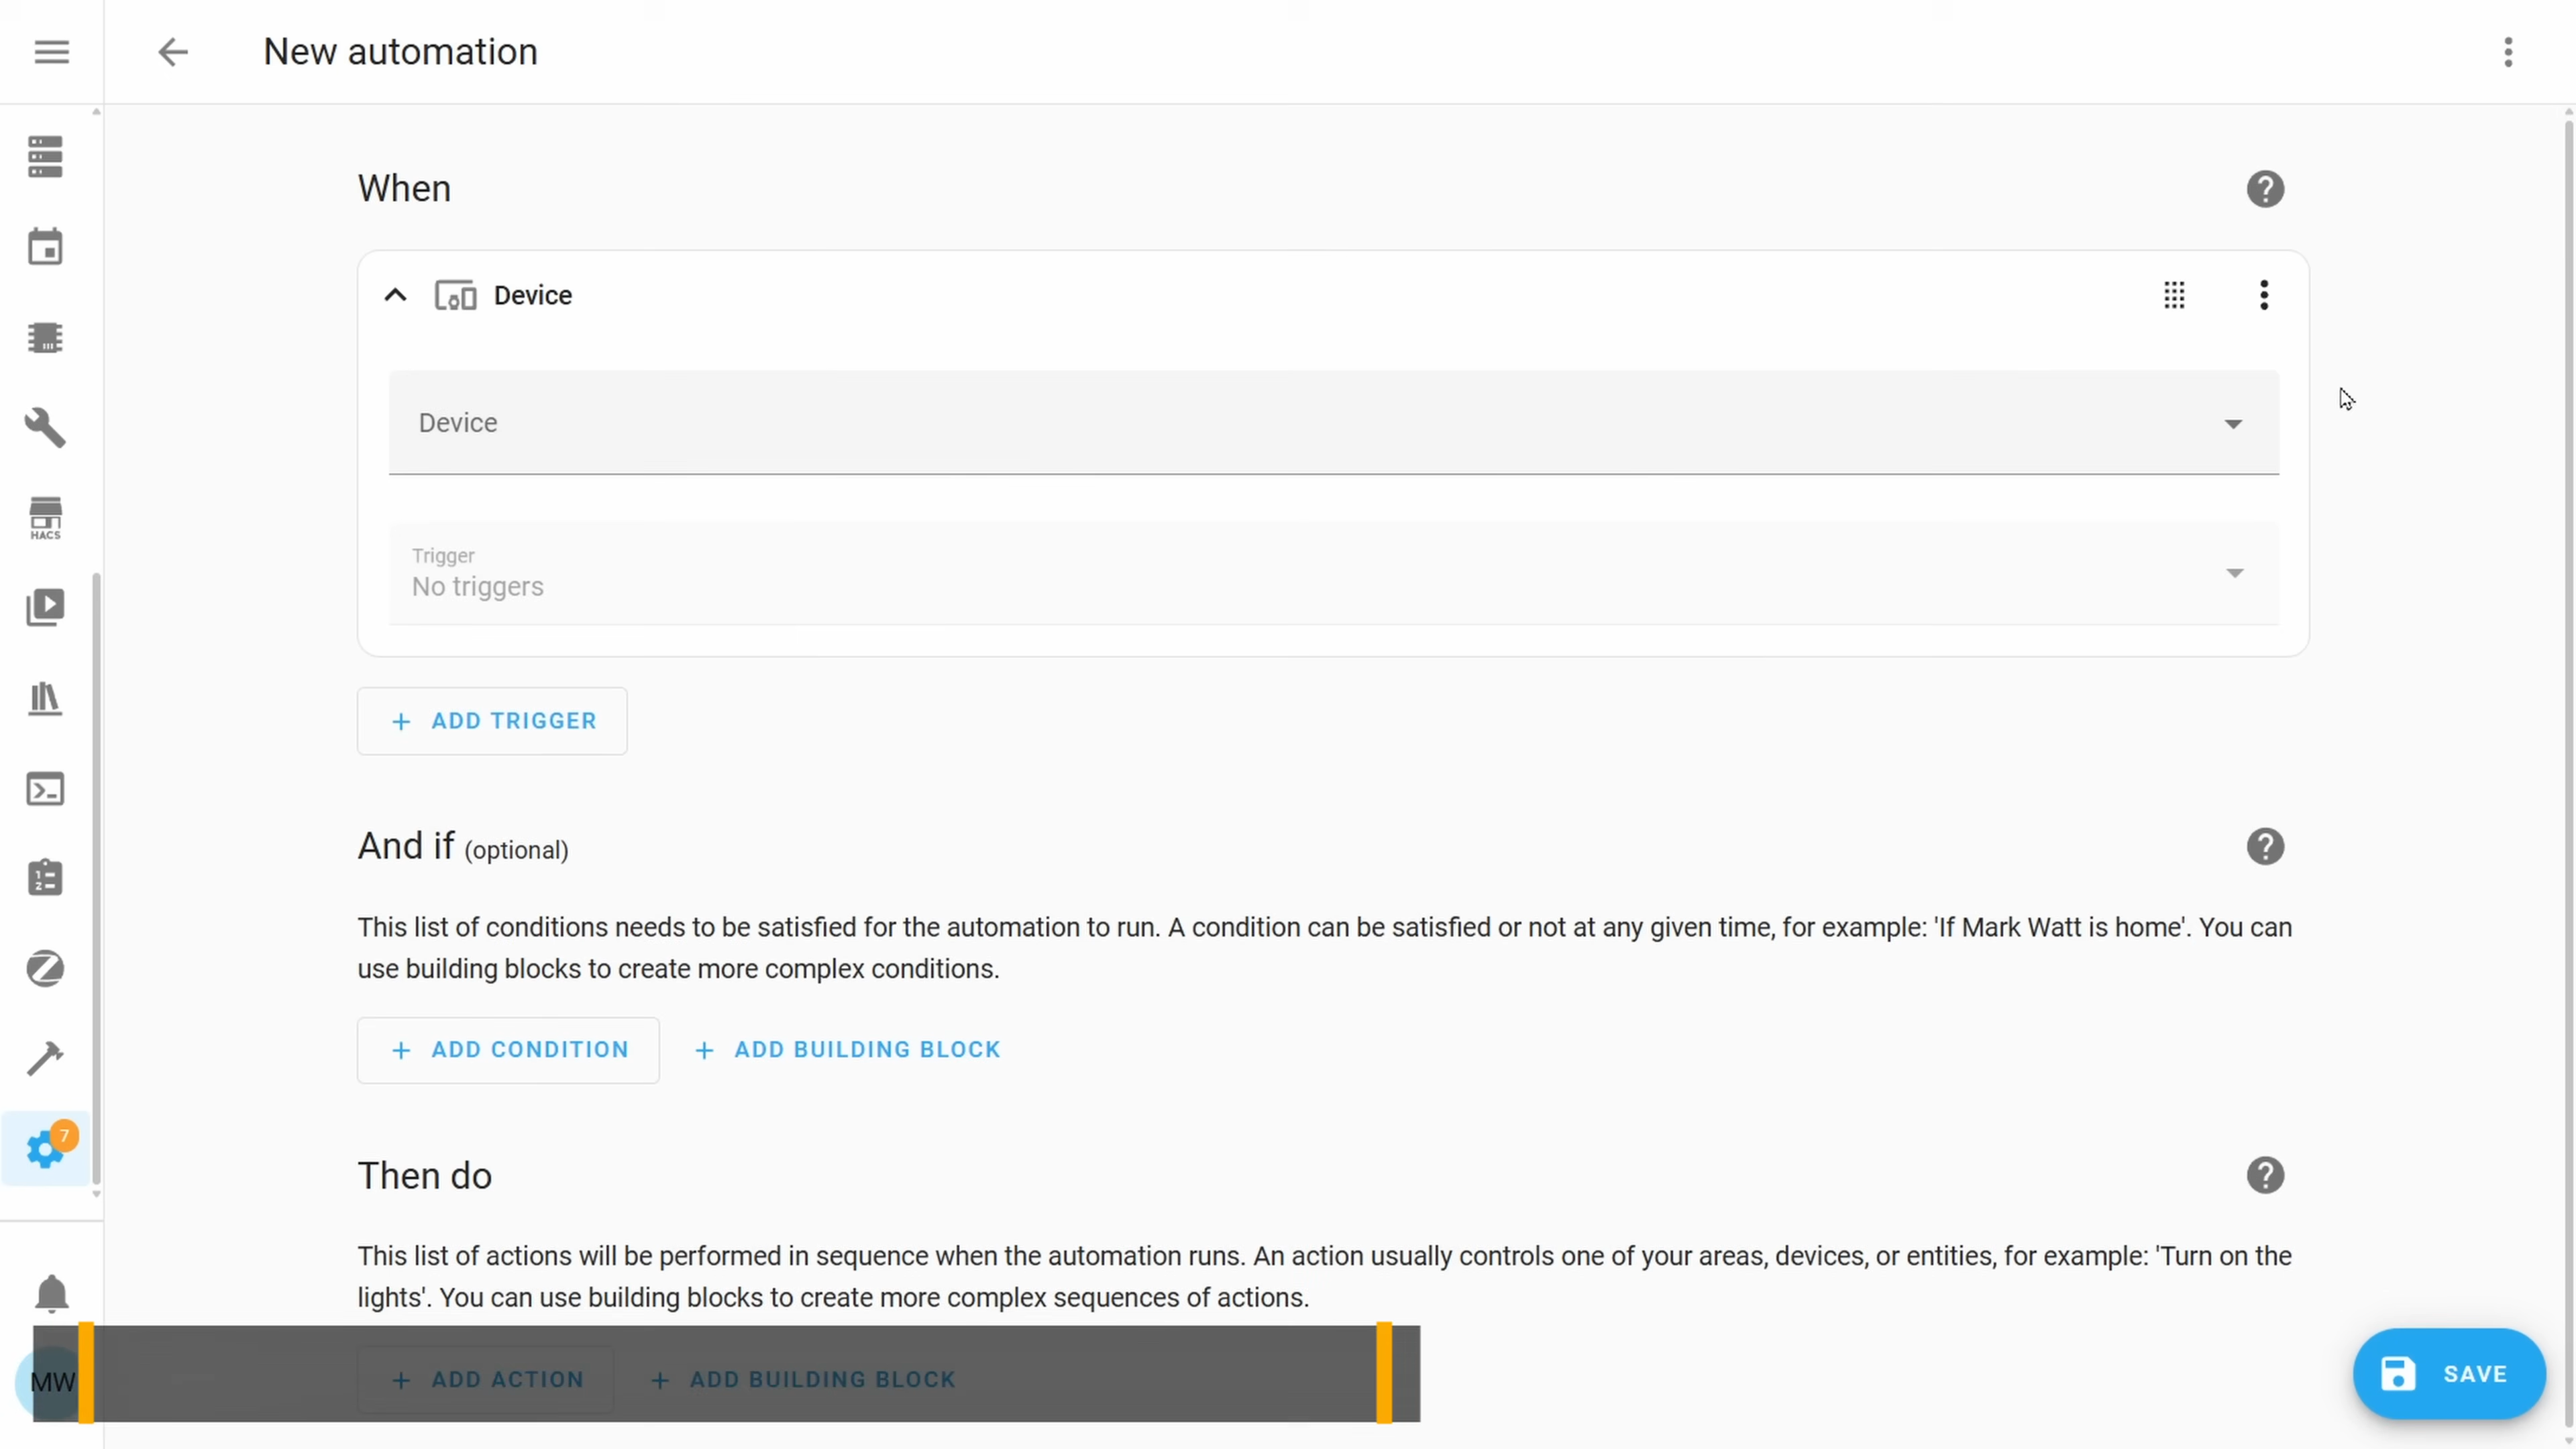 New automation
When
Device
Device
Trigger
No triggers
HACS
ADD TRIGGER
And if (optional)
This list of conditions needs to be satisfied for the automation to run. A condition can be satisfied or not at any given time, for example: 'If Mark Watt is home'. You can
use building blocks to create more complex conditions.
ADD CONDITION
ADD BUILDING BLOCK
7
Then do
This list of actions will be performed in sequence when the automation runs. An action usually controls one of your areas, devices, or entities, for example: 'Turn on the
lights'. You can use building blocks to create more complex sequences of actions.
MW
ADD ACTION
ADD BUILDING BLOCK
SAVE